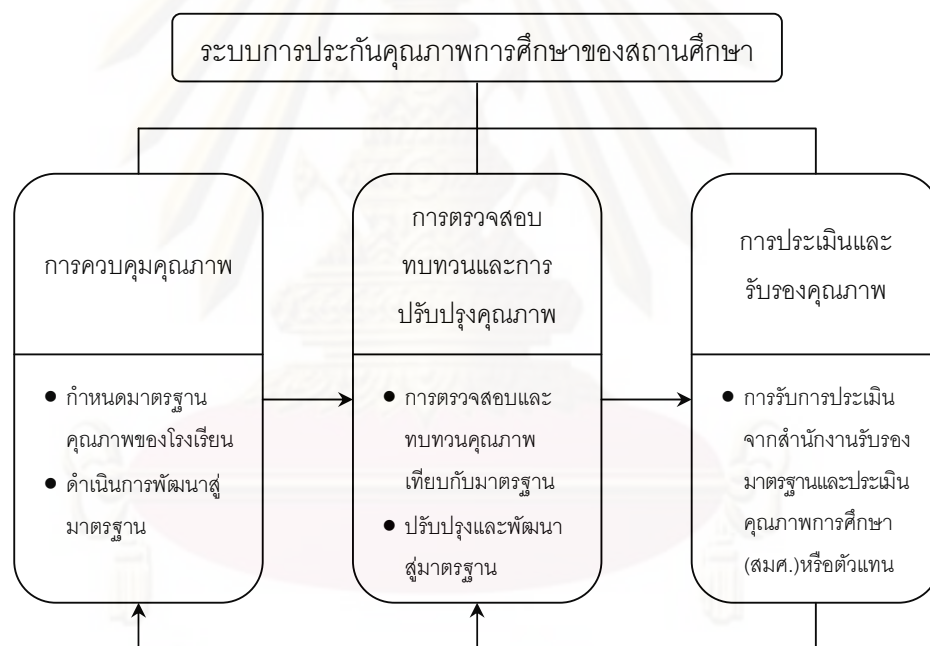 ระบบการประกันคุณภาพการศึกษาของสถานศึกษา
การควบคุมคุณภาพ
● กำหนดมาตรฐาน
คุณภาพของโรงเรียน
● ดำเนินการพัฒนาสู่
มาตรฐาน
การตรวจสอบ
ทบทวนและการ
ปรับปรุงคุณภาพ
● การตรวจสอบและ
ทบทวนคุณภาพ
เทียบกับมาตรฐาน
● ปรับปรุงและพัฒนา
สู่มาตรฐาน
การประเมินและ
รับรองคุณภาพ
● การรับการประเมิน
จากสำนักงานรับรอง
มาตรฐานและประเมิน
คุณภาพการศึกษา
(สมศ.)หรือตัวแทน